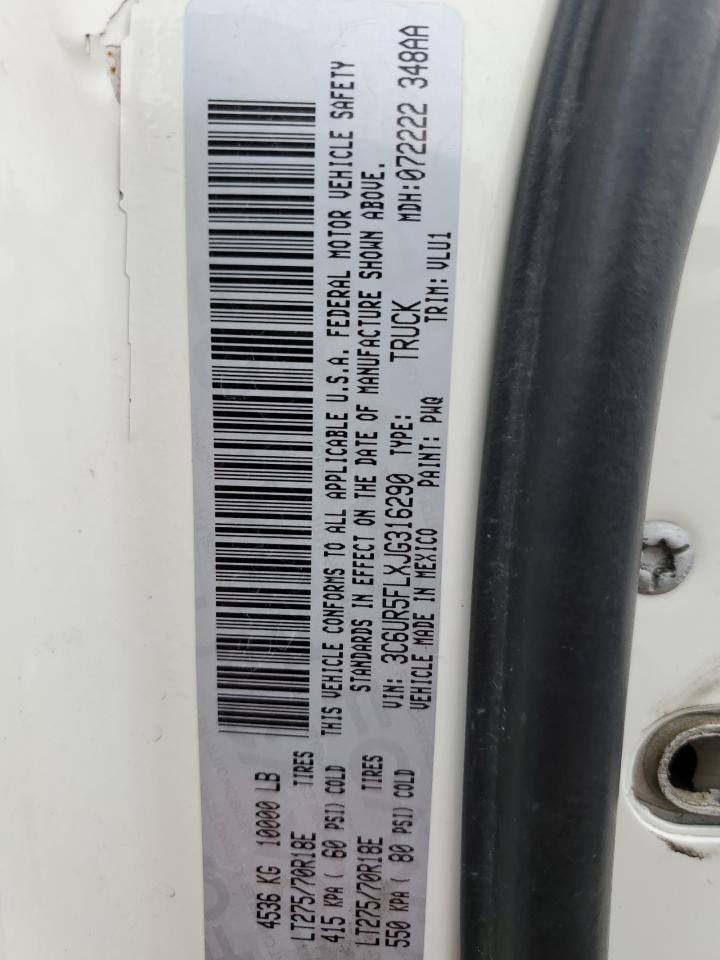 4536 KG 10000 LB
LT275/70R18E TIRES
415 KPA ( 60 PSI) COLD
LT275/70R18E TIRES
550 KPA ( 80 PSI) COLD
THIS VEHICLE CONFORMS TO ALL APPLICABLE U.S.A. FEDERAL MOTOR VEHICLE SAFETY
STANDARDS IN EFFECT ON THE DATE OF MANUFACTURE SHOWN ABOVE.
VIN: 3C6UR5FLXJG316290 TYPE: TRUCK MDH:072222 348AA
VEHICLE MADE IN MEXICO PAINT: PWQ TRIM: VLU1